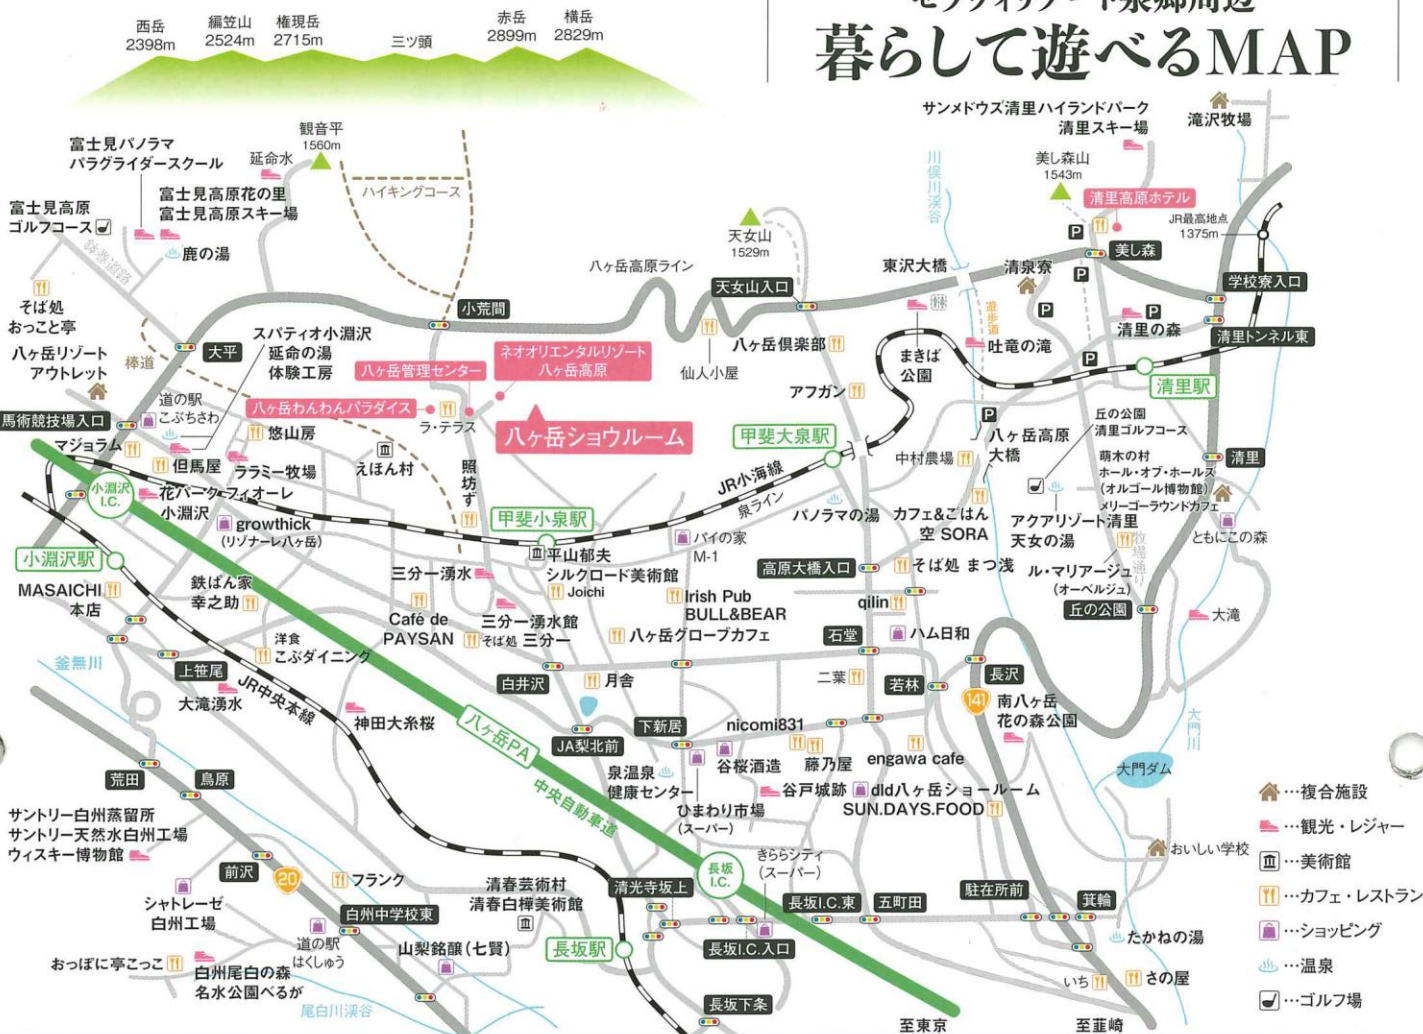 暮らして遊べるMAP
西岳
2398m
編笠山
2524m
権現岳
2715m
三ツ頭
赤岳
2899m
横岳
2829m
富士見パノラマ
パラグライダースクール
観音平
1560m
延命水
ハイキングコース
富士見高原花の里
富士見高原スキー場
富士見高原
ゴルフコース
鉢巻道路
鹿の湯
そば処
おっこと亭
八ヶ岳リゾート
アウトレット
棒道
大平
小荒間
スパティオ小淵沢
延命の湯
体験工房
道の駅
こぶちさわ
馬術競技場入口
マジョラム
但馬屋
悠山房
ララミー牧場
えほん村
八ヶ岳管理センター
ネオオリエンタルリゾート
八ヶ岳高原
八ヶ岳わんわんパラダイス
ラ・テラス
八ヶ岳ショウルーム
照坊ず
小淵沢
I.C.
花パーク フィオーレ
小淵沢
growthick
(リゾナーレ八ヶ岳)
小淵沢駅
甲斐小泉駅
平山郁夫
シルクロード美術館
MASAICHI
本店
鉄ぱん家
幸之助
三分一湧水
Joichi
Café de
PAYSAN
三分一湧水館
そば処 三分一
Irish Pub
BULL&BEAR
八ヶ岳グローブカフェ
パイの家
M-1
洋食
こぶダイニング
釜無川
上笹尾
大滝湧水
JR中央本線
神田大糸桜
白井沢
月舎
八ヶ岳PA
JA梨北前
下新居
中央自動車道
泉温泉
健康センター
nicomi831
谷桜酒造
藤乃屋
谷戸城跡
ひまわり市場
(スーパー)
engawa cafe
dld八ヶ岳ショールーム
SUN.DAYS.FOOD
荒田
鳥原
サントリー白州蒸留所
サントリー天然水白州工場
ウィスキー博物館
前沢
20
フランク
シャトレーゼ
白州工場
白州中学校東
道の駅
はくしゅう
おっぽに亭こっこ
白州尾白の森
名水公園べるが
尾白川渓谷
清春芸術村
清春白樺美術館
山梨銘醸(七賢)
長坂駅
清光寺坂上
長坂
I.C.
きららシティ
(スーパー)
長坂I.C.東
五町田
長坂I.C.入口
長坂下条
駐在所前
箕輪
たかねの湯
いち
さの屋
至東京
至韮崎
サンメドウズ清里ハイランドパーク
清里スキー場
滝沢牧場
川俣川渓谷
美し森山
1543m
清里高原ホテル
JR最高地点
1375m
天女山
1529m
八ヶ岳高原ライン
天女山入口
東沢大橋
清泉寮
P
P
P
P
P
P
美し森
学校寮入口
清里トンネル東
清里の森
仙人小屋
八ヶ岳倶楽部
まきば
公園
遊歩道
吐竜の滝
清里駅
アフガン
甲斐大泉駅
JR小海線
泉ライン
中村農場
八ヶ岳高原
大橋
丘の公園
清里ゴルフコース
清里
萌木の村
ホール・オブ・ホールズ
(オルゴール博物館)
メリーゴーラウンドカフェ
パノラマの湯
カフェ&ごはん
空 SORA
アクアリゾート清里
天女の湯
ともにこの森
牧場通り
高原大橋入口
そば処 まつ浅
ル・マリアージュ
(オーベルジュ)
丘の公園
大滝
qilin
石堂
ハム日和
二葉
若林
長沢
141
南八ヶ岳
花の森公園
大門川
大門ダム
おいしい学校
…複合施設
…観光・レジャー
…美術館
…カフェ・レストラン
…ショッピング
…温泉
…ゴルフ場